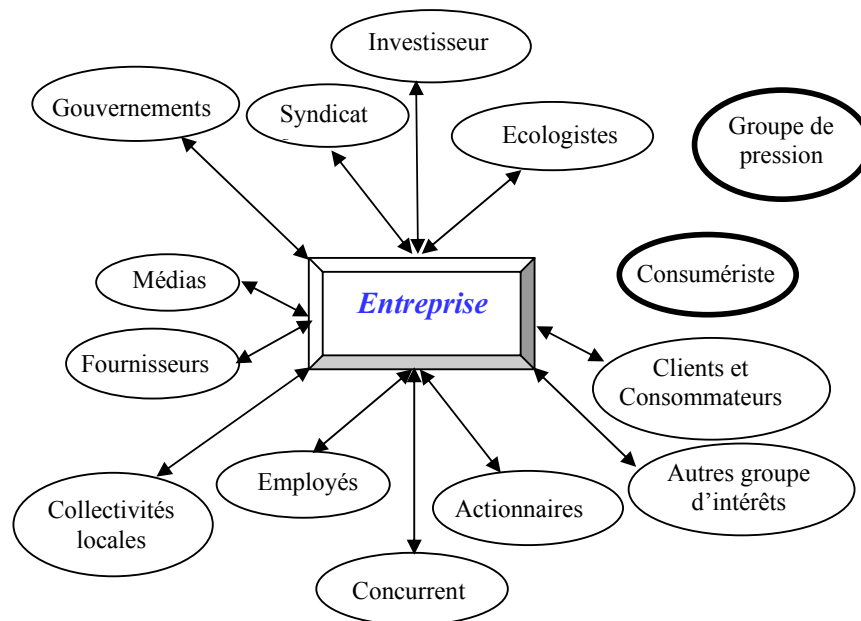 Investisseur
Gouvernements
Syndicat
Ecologistes
Groupe de
pression
Médias
Entreprise
Consumériste
Fournisseurs
Clients et
Consommateurs
Employés
Autres groupe
d'intérêts
Collectivités
locales
Actionnaires
Concurrent